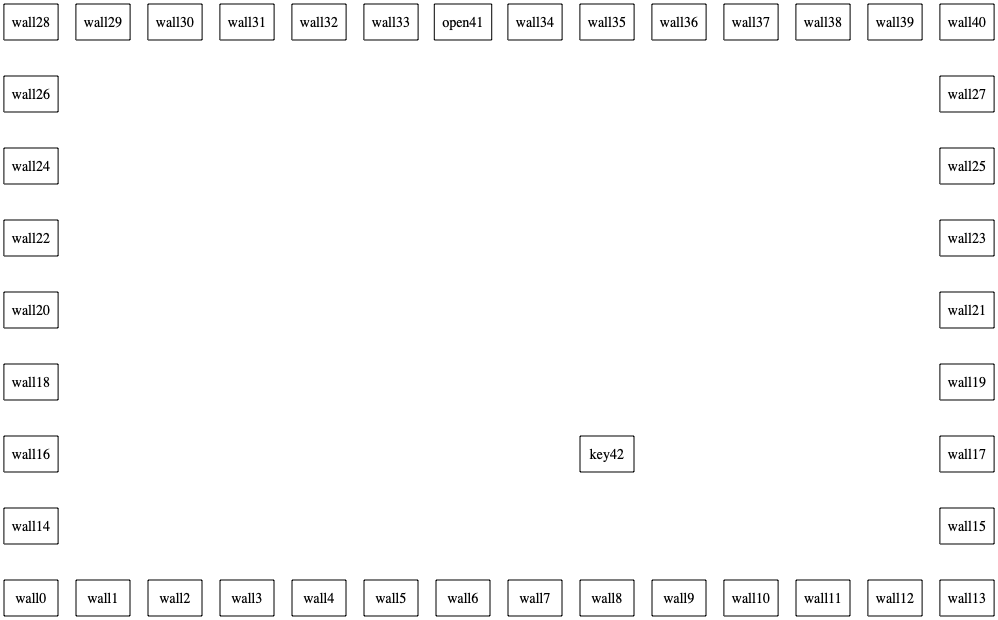 wall28 wall29 wall30 wall31 wall32 wall33 open41 wall34 wall35 wall36 wall37 wall38 wall39 wall40
wall26 wall27
wall24 wall25
wall22 wall23
wall20 wall21
wall18 wall19
wall16 key42 wall17
wall14 wall15
wall0 wall1 wall2 wall3 wall4 wall5 wall6 wall7 wall8 wall9 wall10 wall11 wall12 wall13